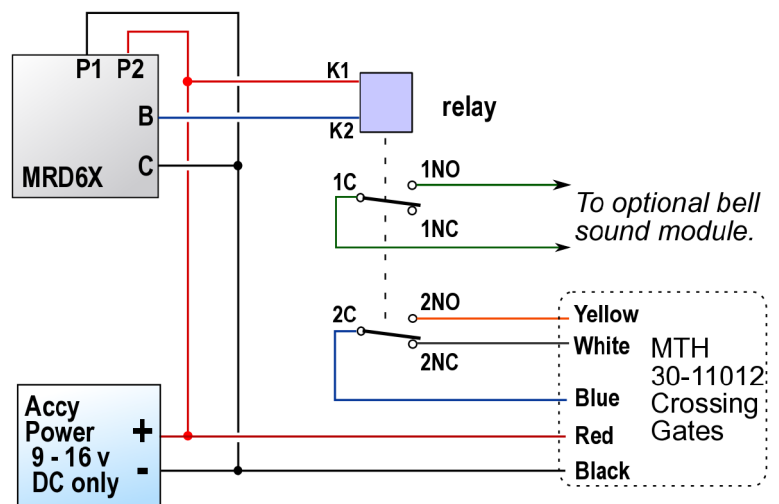 P1 P2
B
C
MRD6X
K1
K2
relay
1C
1NO
1NC
To optional bell
sound module.
2C
2NO
2NC
Yellow
White
Blue
Red
Black
MTH
30-11012
Crossing
Gates
Accy
Power
9 - 16 v
DC only
+
-